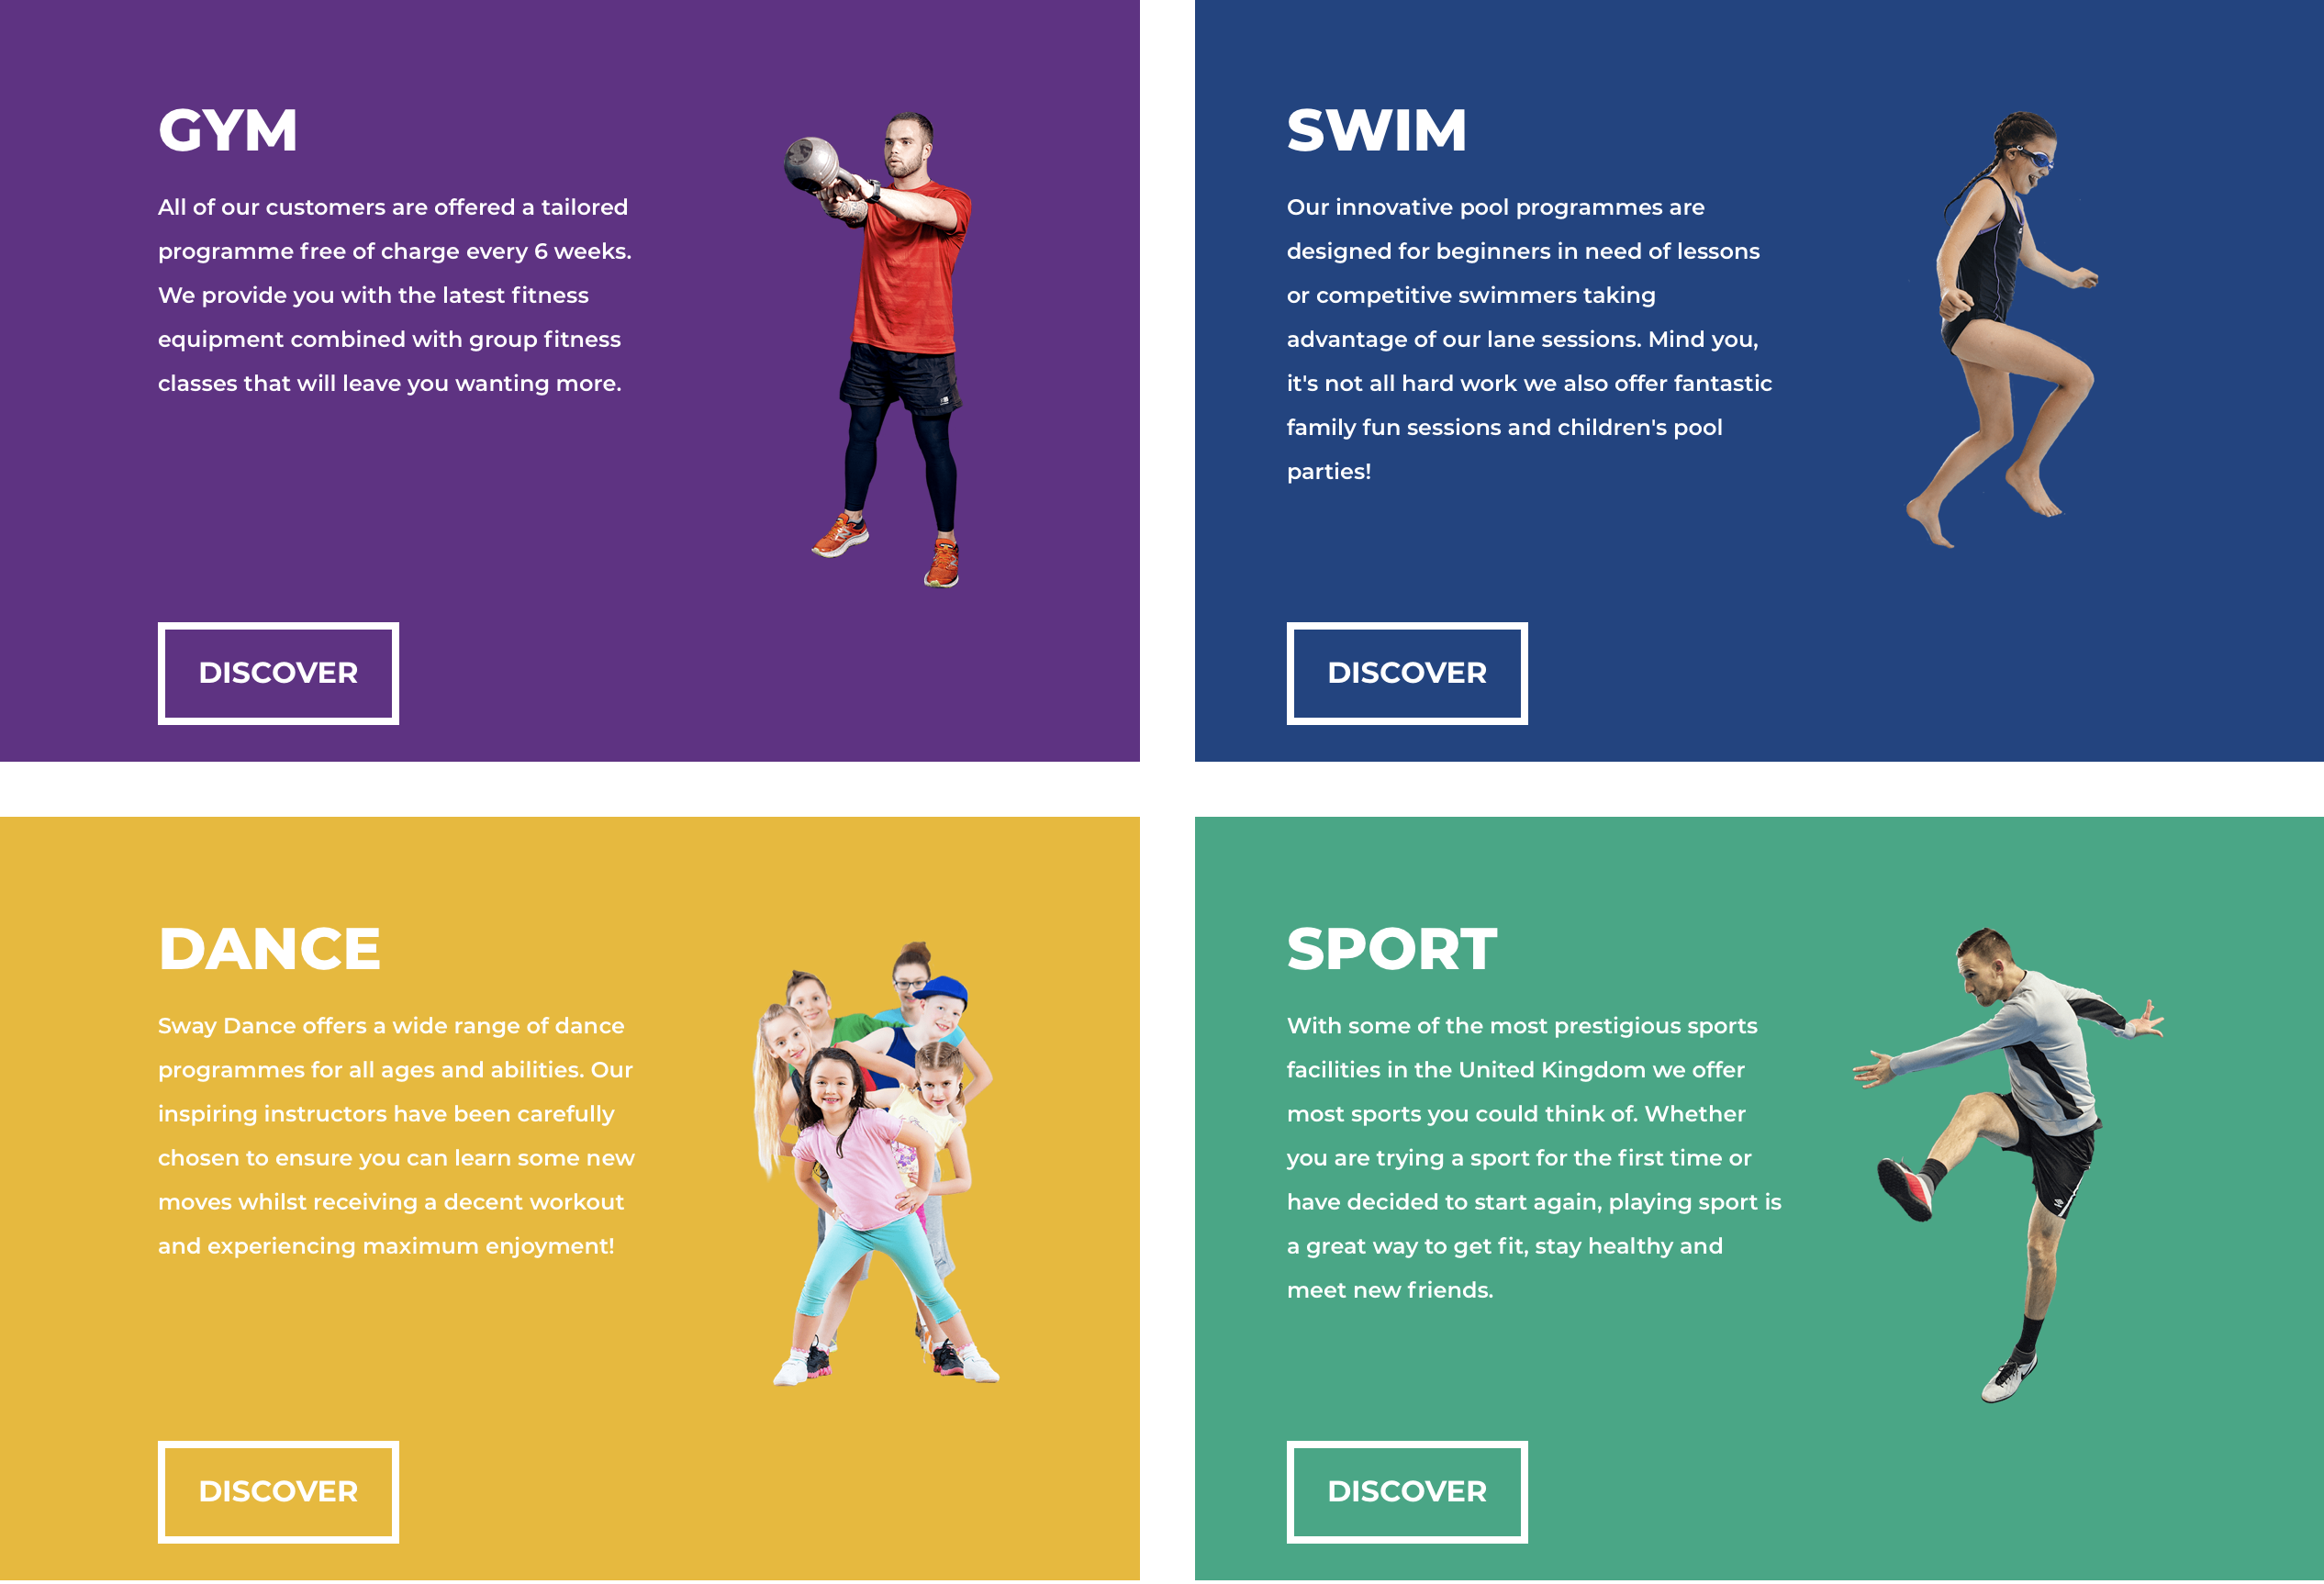 GYM
All of our customers are offered a tailored
programme free of charge every 6 weeks.
We provide you with the latest fitness
equipment combined with group fitness
classes that will leave you wanting more.
DISCOVER
SWIM
Our innovative pool programmes are
designed for beginners in need of lessons
or competitive swimmers taking
advantage of our lane sessions. Mind you,
it's not all hard work we also offer fantastic
family fun sessions and children's pool
parties!
DISCOVER
DANCE
Sway Dance offers a wide range of dance
programmes for all ages and abilities. Our
inspiring instructors have been carefully
chosen to ensure you can learn some new
moves whilst receiving a decent workout
and experiencing maximum enjoyment!
DISCOVER
SPORT
With some of the most prestigious sports
facilities in the United Kingdom we offer
most sports you could think of. Whether
you are trying a sport for the first time or
have decided to start again, playing sport is
a great way to get fit, stay healthy and
meet new friends.
DISCOVER